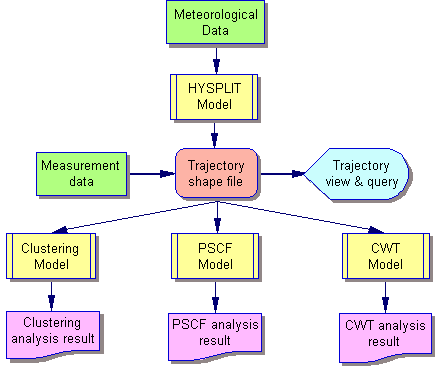 Meteorological
Data
HYSPLIT
Model
Measurement
data
Trajectory
shape file
Trajectory
view & query
Clustering
Model
PSCF
Model
CWT
Model
Clustering
analysis result
PSCF analysis
result
CWT analysis
result